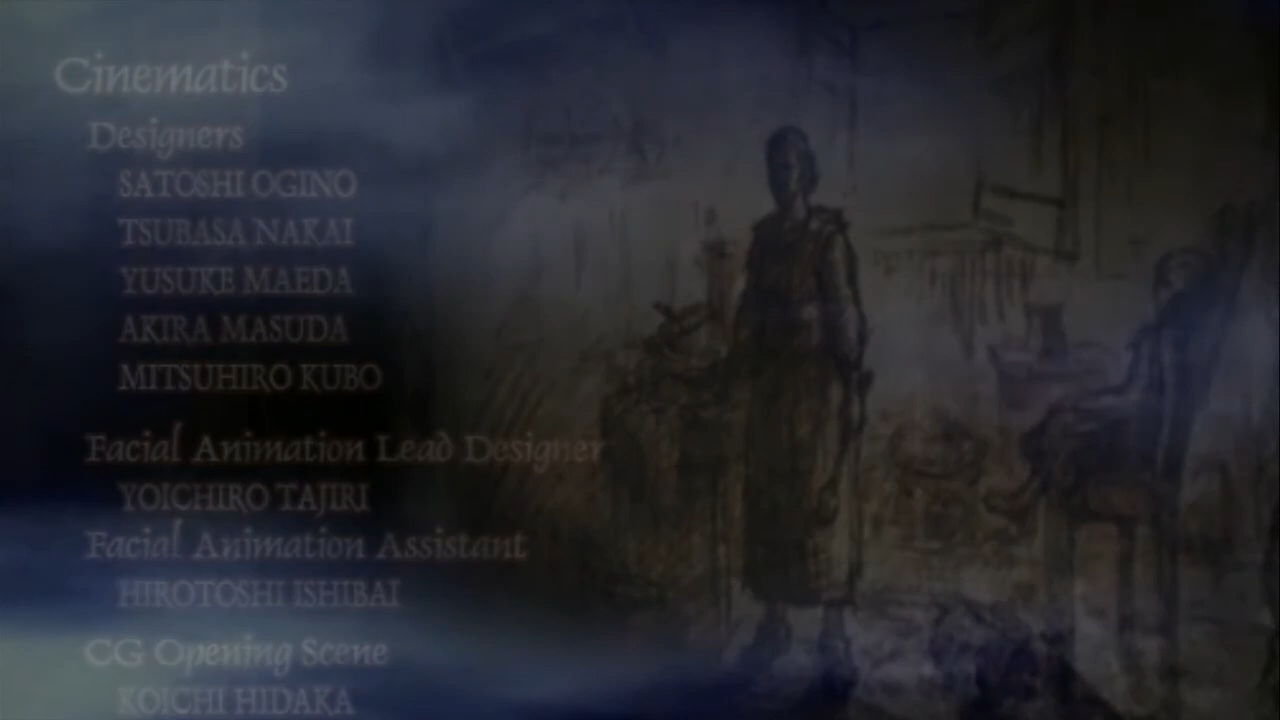 Cinematics
Designers
SATOSHI OGINO
TSUBASA NAKAI
YUSUKE MAEDA
AKIRA MASUDA
MITSUHIRO KUBO
Facial Animation Lead Designer
YOICHIRO TAJIRI
Facial Animation Assistant
HIROTOSHI ISHIBAI
CG Opening Scene
KOICHI HIDAKA